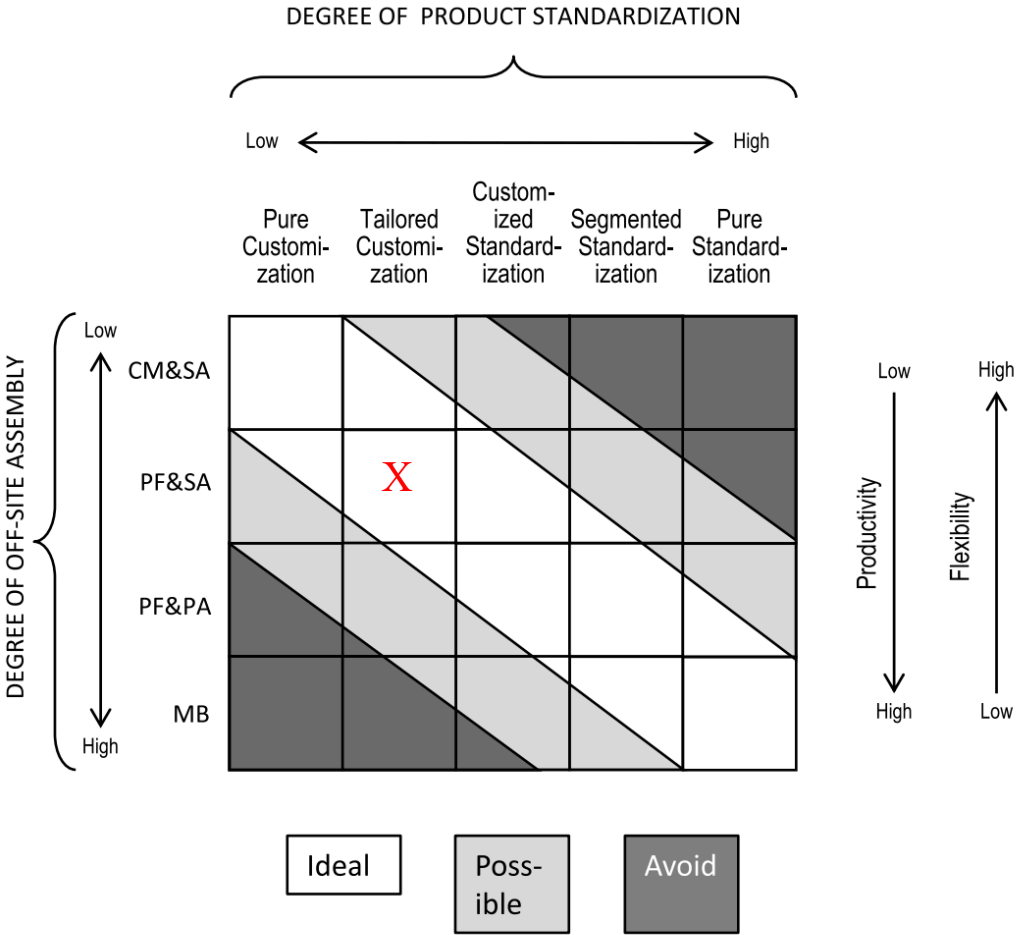 DEGREE OF PRODUCT STANDARDIZATION
Low
High
Pure
Customi-
zation
Tailored
Customi-
zation
Custom-
ized
Standard-
ization
Segmented
Standard-
ization
Pure
Standard-
ization
DEGREE OF OFF-SITE ASSEMBLY
Low
High
CM&SA
PF&SA
PF&PA
MB
X
Low
Productivity
High
High
Flexibility
Low
Ideal
Poss-
ible
Avoid